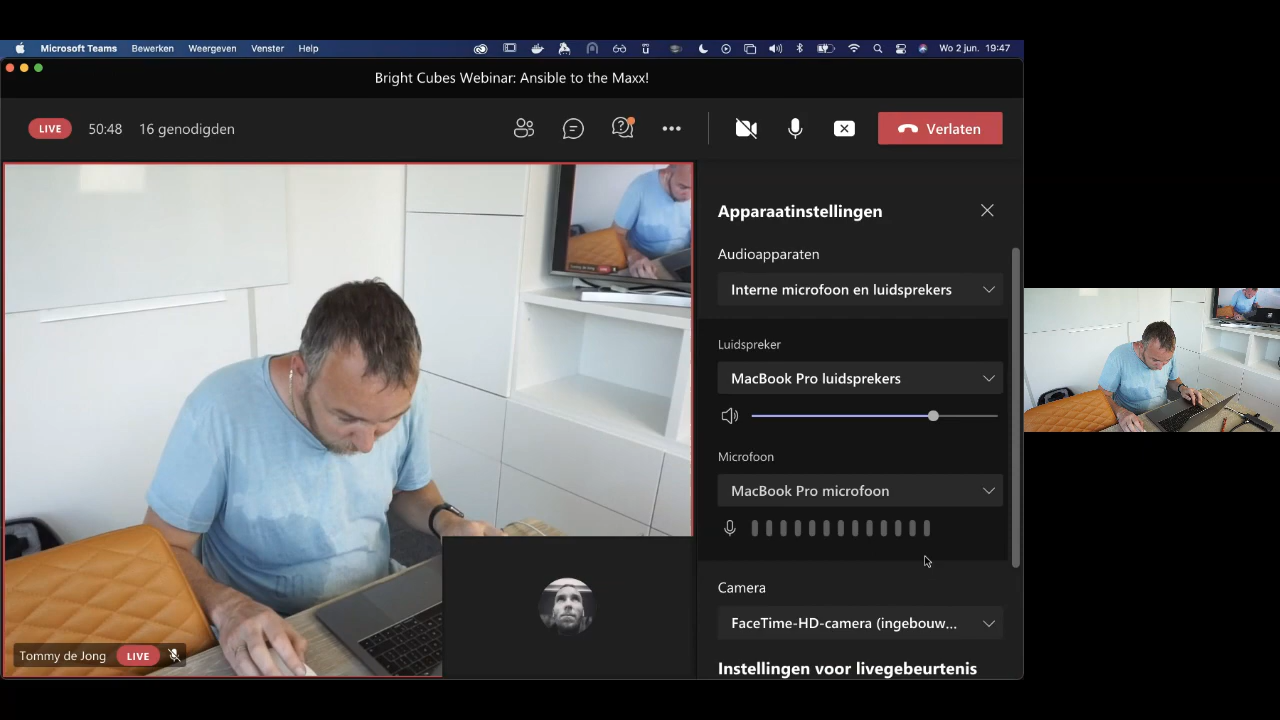 Microsoft Teams Bewerken Weergeven Venster Help Wo 2 jun. 19:47
Bright Cubes Webinar: Ansible to the Maxx!
LIVE 50:48 16 genodigden Verlaten
Apparaatinstellingen
Audioapparaten
Interne microfoon en luidsprekers
Luidspreker
MacBook Pro luidsprekers
Microfoon
MacBook Pro microfoon
Camera
FaceTime-HD-camera (ingebouw...
Instellingen voor livegebeurtenis
Tommy de Jong LIVE